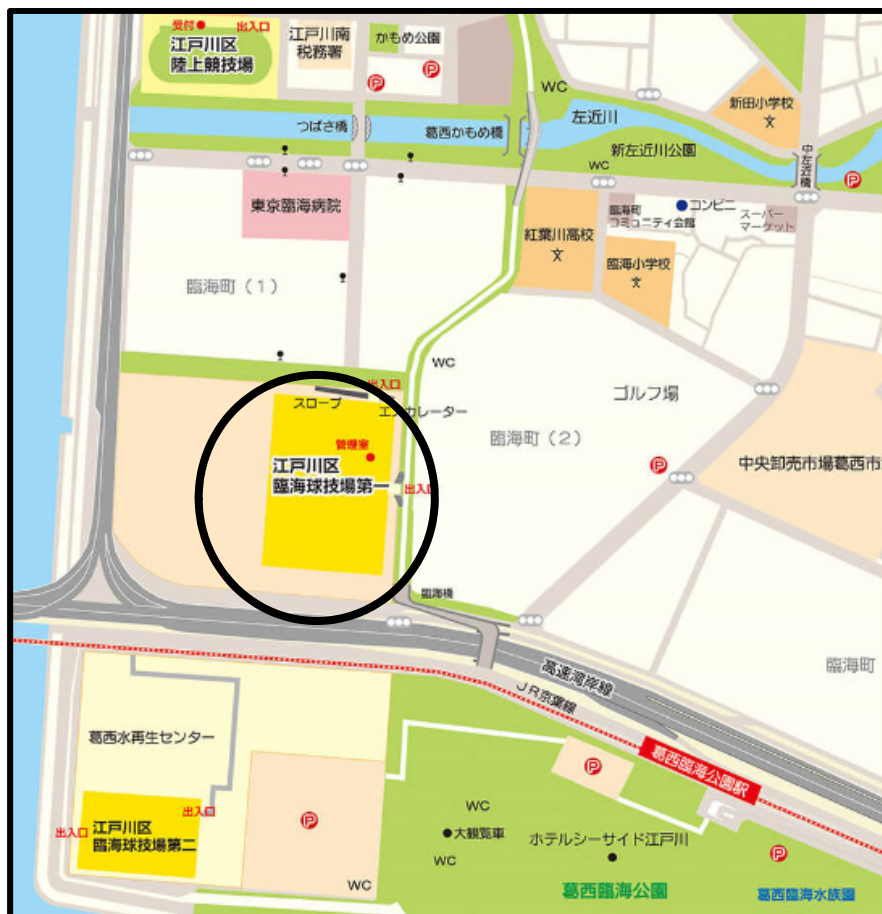 受付
出入口
江戸川区
陸上競技場
江戸川南
税務署
かもめ公園
P
P
WC
新田小学校
文
つばさ橋
葛西かもめ橋
左近川
新左近川公園
WC
中左近橋
P
東京臨海病院
紅葉川高校
文
臨海町
コミュニティ会館
コンビニ
スーパー
マーケット
臨海小学校
文
臨海町(1)
WC
出入口
スロープ
エスカレーター
ゴルフ場
臨海町(2)
管理室
江戸川区
臨海球技場第一
出入口
P
中央卸売市場葛西市
臨海橋
高速湾岸線
JR京葉線
臨海町
葛西臨海公園駅
葛西水再生センター
P
出入口
出入口
江戸川区
臨海球技場第二
P
WC
大観覧車
WC
ホテルシーサイド江戸川
P
WC
葛西臨海公園
葛西臨海水族園